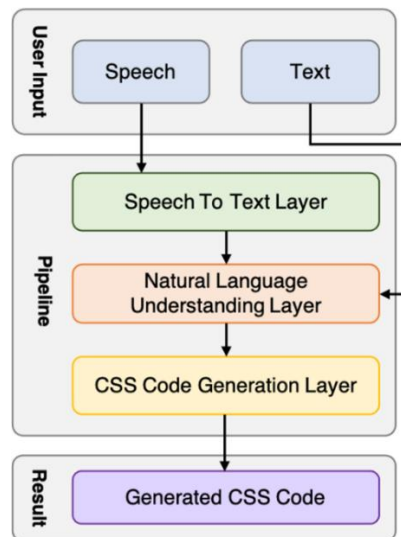 User Input
Speech
Text
Pipeline
Speech To Text Layer
Natural Language
Understanding Layer
CSS Code Generation Layer
Result
Generated CSS Code